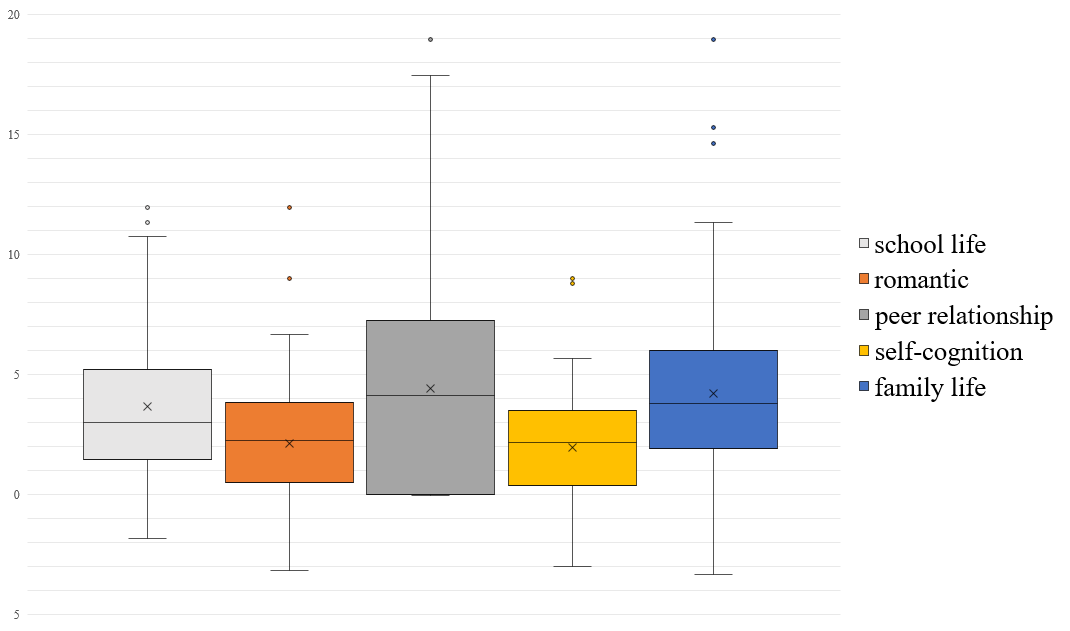 20
15
10
5
0
5
school life
romantic
peer relationship
self-cognition
family life